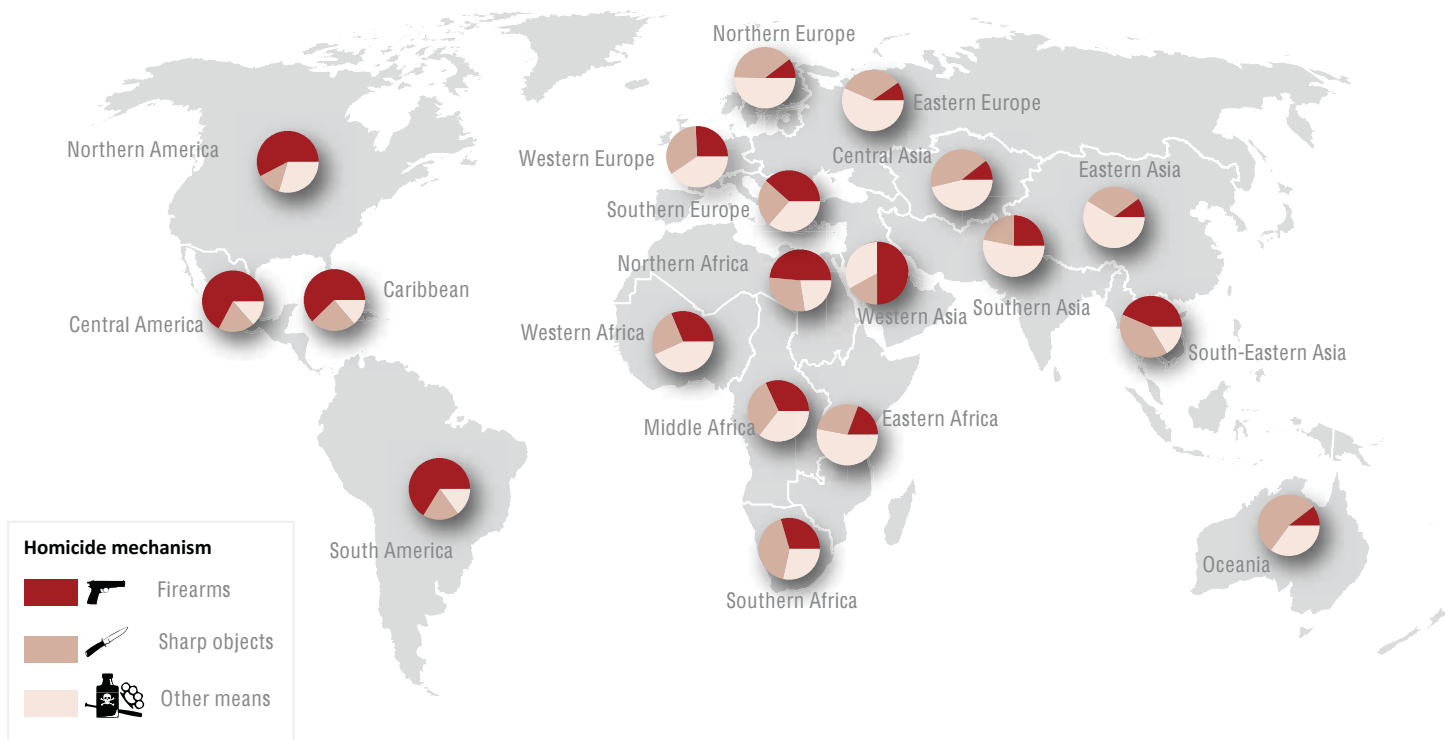 Northern Europe
Eastern Europe
Northern America
Western Europe
Central Asia
Eastern Asia
Southern Europe
Northern Africa
Caribbean
Central America
Western Africa
Western Asia
Southern Asia
South-Eastern Asia
Middle Africa
Eastern Africa
South America
Oceania
Southern Africa
Homicide mechanism
Firearms
Sharp objects
Other means